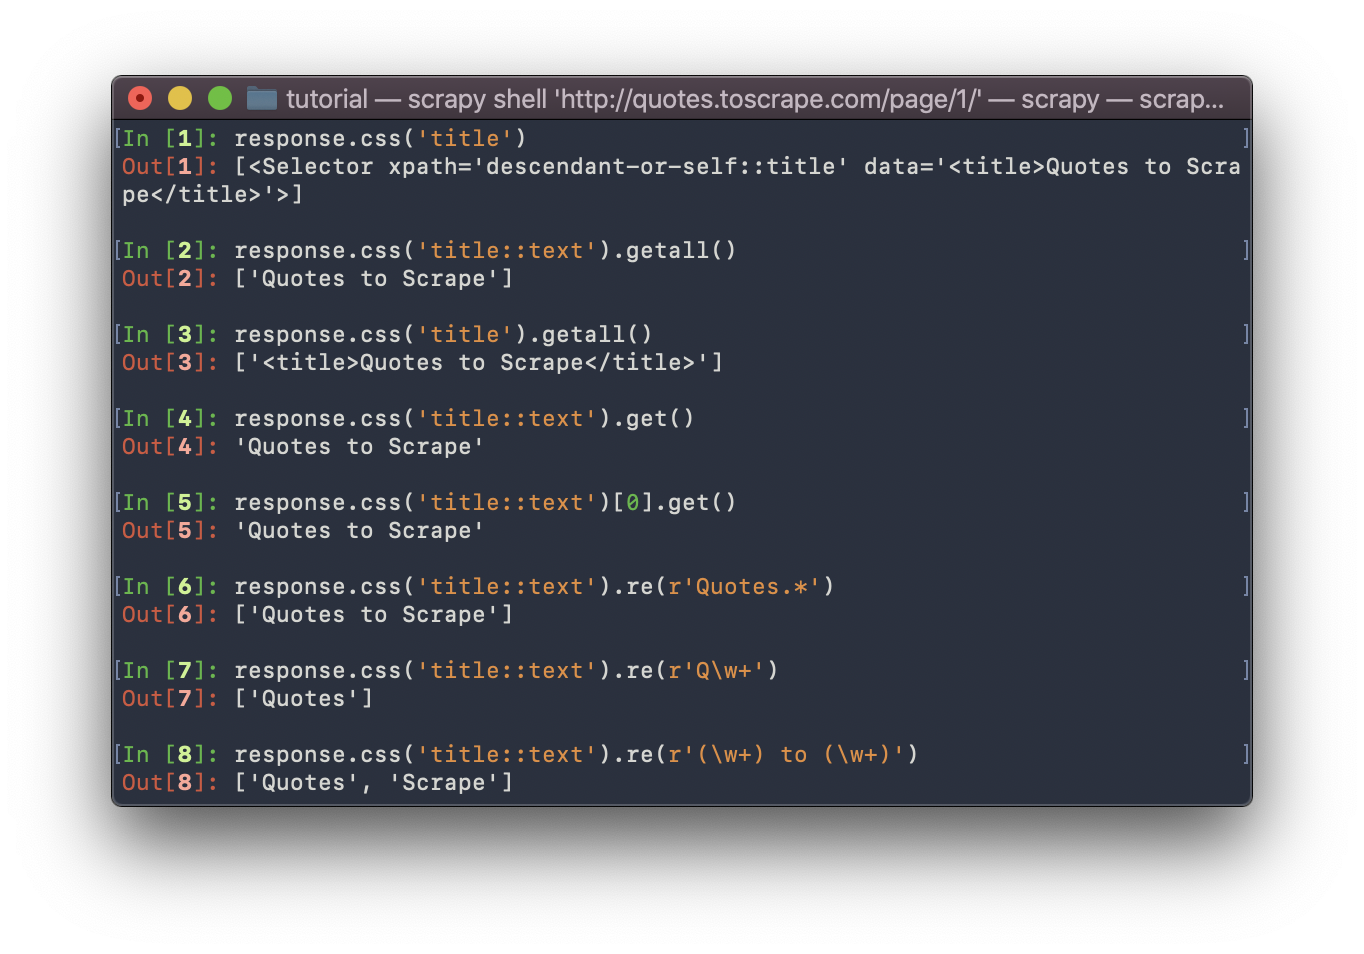 tutorial — scrapy shell 'http://quotes.toscrape.com/page/1/' — scrapy — scrap...
[In [1]: response.css('title') ]
Out[1]: [<Selector xpath='descendant-or-self::title' data='<title>Quotes to Scra
pe</title>'>]
[In [2]: response.css('title::text').getall() ]
Out[2]: ['Quotes to Scrape']
[In [3]: response.css('title').getall() ]
Out[3]: ['<title>Quotes to Scrape</title>']
[In [4]: response.css('title::text').get() ]
Out[4]: 'Quotes to Scrape'
[In [5]: response.css('title::text')[0].get() ]
Out[5]: 'Quotes to Scrape'
[In [6]: response.css('title::text').re(r'Quotes.*') ]
Out[6]: ['Quotes to Scrape']
[In [7]: response.css('title::text').re(r'Q\w+') ]
Out[7]: ['Quotes']
[In [8]: response.css('title::text').re(r'(\w+) to (\w+)') ]
Out[8]: ['Quotes', 'Scrape']